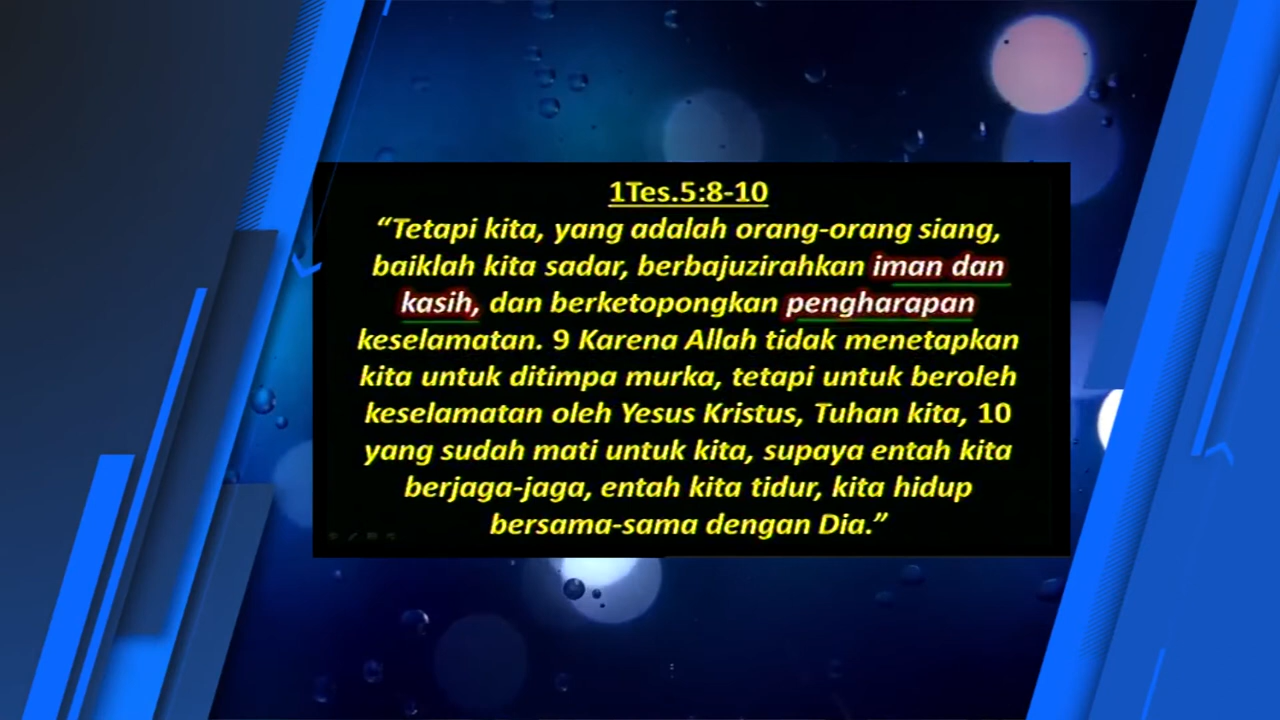 1Tes.5:8-10
“Tetapi kita, yang adalah orang-orang siang,
baiklah kita sadar, berbajuzirahkan iman dan
kasih, dan berketopongkan pengharapan
keselamatan. 9 Karena Allah tidak menetapkan
kita untuk ditimpa murka, tetapi untuk beroleh
keselamatan oleh Yesus Kristus, Tuhan kita, 10
yang sudah mati untuk kita, supaya entah kita
berjaga-jaga, entah kita tidur, kita hidup
bersama-sama dengan Dia.”